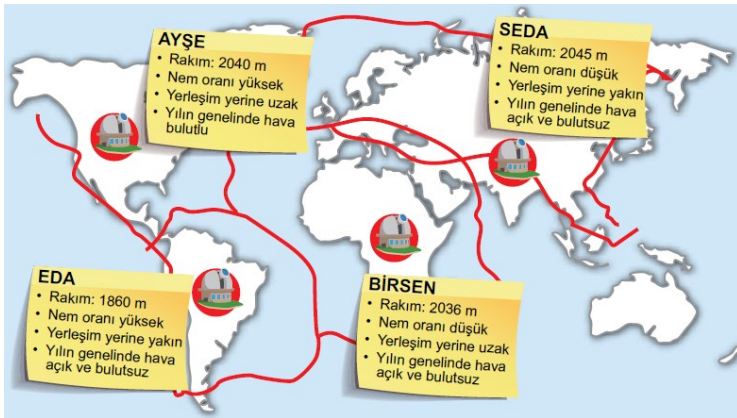 AYŞE
• Rakım: 2040 m
• Nem oranı yüksek
• Yerleşim yerine uzak
• Yılın genelinde hava
bulutlu
SEDA
• Rakım: 2045 m
• Nem oranı düşük
• Yerleşim yerine yakın
• Yılın genelinde hava
açık ve bulutsuz
EDA
• Rakım: 1860 m
• Nem oranı yüksek
• Yerleşim yerine yakın
• Yılın genelinde hava
açık ve bulutsuz
BİRSEN
• Rakım: 2036 m
• Nem oranı düşük
• Yerleşim yerine uzak
• Yılın genelinde hava
açık ve bulutsuz